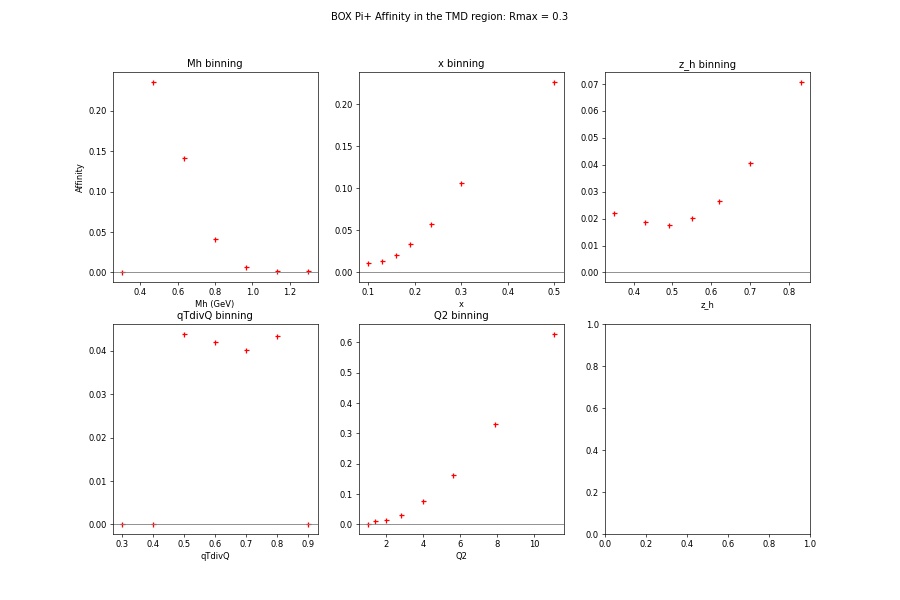 BOX Pi+ Affinity in the TMD region: Rmax = 0.3
Mh binning
Affinity
0.20
0.15
0.10
0.05
0.00
0.4 0.6 0.8 1.0 1.2
Mh (GeV)
x binning
0.20
0.15
0.10
0.05
0.00
0.1 0.2 0.3 0.4 0.5
x
z_h binning
0.07
0.06
0.05
0.04
0.03
0.02
0.01
0.00
0.4 0.5 0.6 0.7 0.8
z_h
qTdivQ binning
0.04
0.03
0.02
0.01
0.00
0.3 0.4 0.5 0.6 0.7 0.8 0.9
qTdivQ
Q2 binning
0.6
0.5
0.4
0.3
0.2
0.1
0.0
2 4 6 8 10
Q2
1.0
0.8
0.6
0.4
0.2
0.0
0.0 0.2 0.4 0.6 0.8 1.0